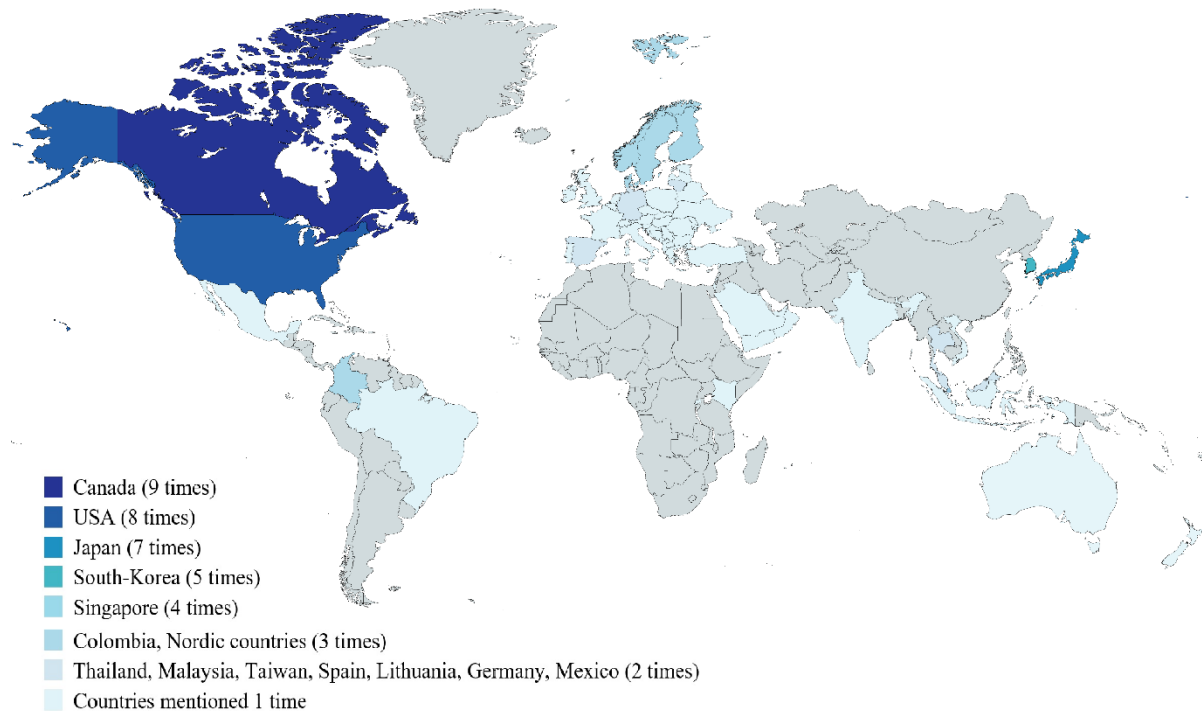 Canada (9 times)
USA (8 times)
Japan (7 times)
South-Korea (5 times)
Singapore (4 times)
Colombia, Nordic countries (3 times)
Thailand, Malaysia, Taiwan, Spain, Lithuania, Germany, Mexico (2 times)
Countries mentioned 1 time